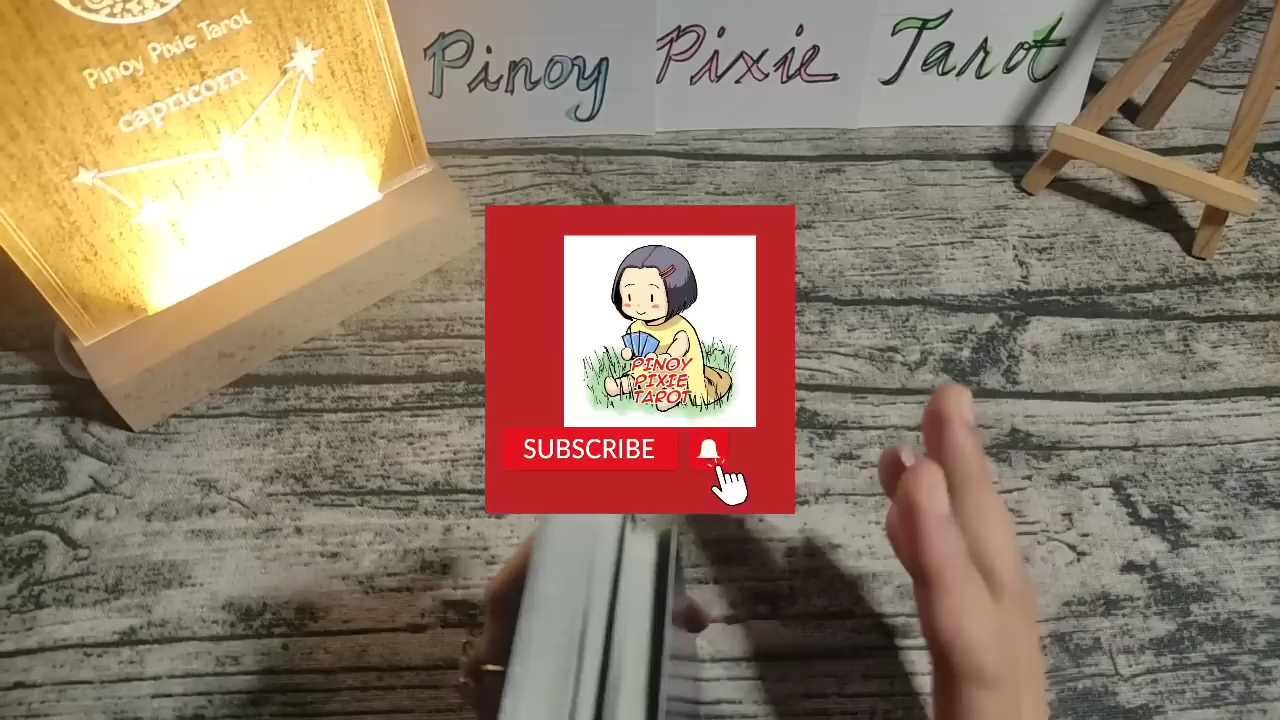 Pinoy Pixie Tarot
capricorn
Pinoy Pixie Tarot
PINOY
PIXIE
TAROT
SUBSCRIBE